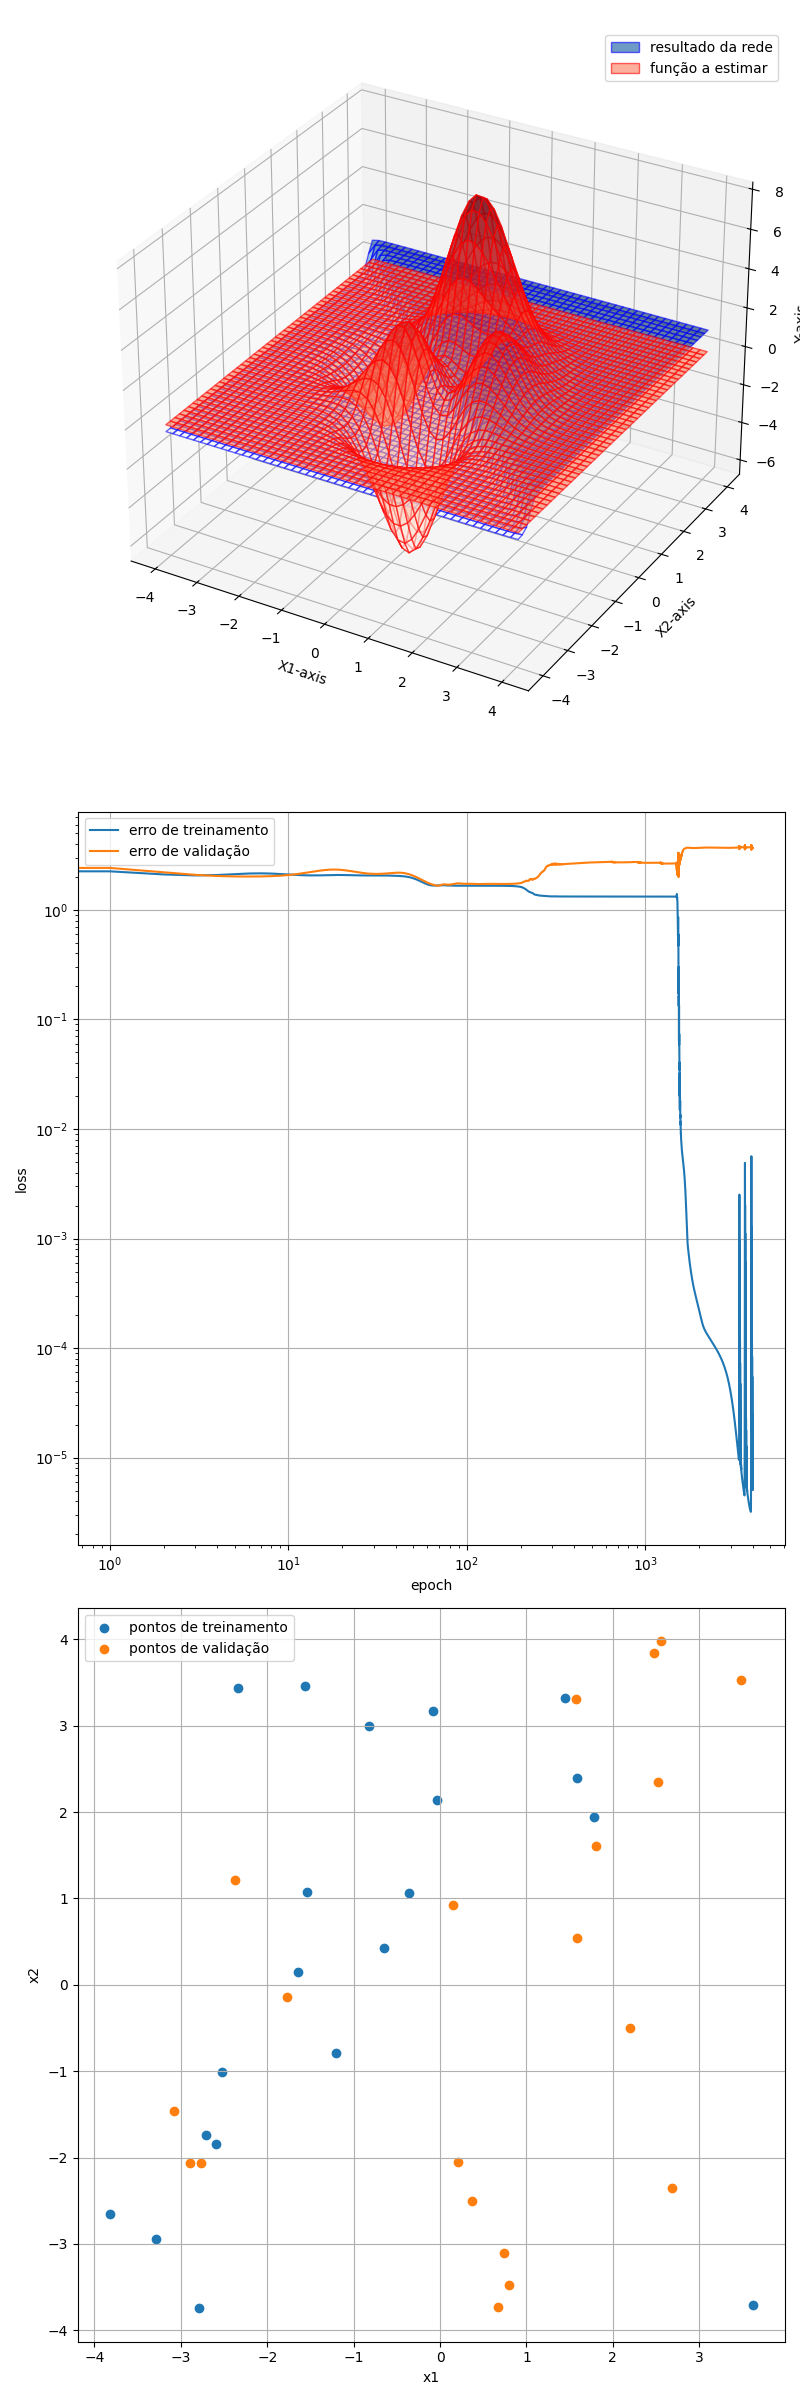 resultado da rede
função a estimar
8
6
4
2
0
−2
−4
−6
4
3
2
1
0
−1
−2
−3
−4
X2-axis
−4
−3
−2
−1
0
1
2
3
4
X1-axis
erro de treinamento
erro de validação
10⁰
10⁻¹
10⁻²
10⁻³
10⁻⁴
10⁻⁵
loss
10⁰ 10¹ 10² 10³
epoch
pontos de treinamento
pontos de validação
4
3
2
1
0
−1
−2
−3
−4
x2
−4 −3 −2 −1 0 1 2 3
x1